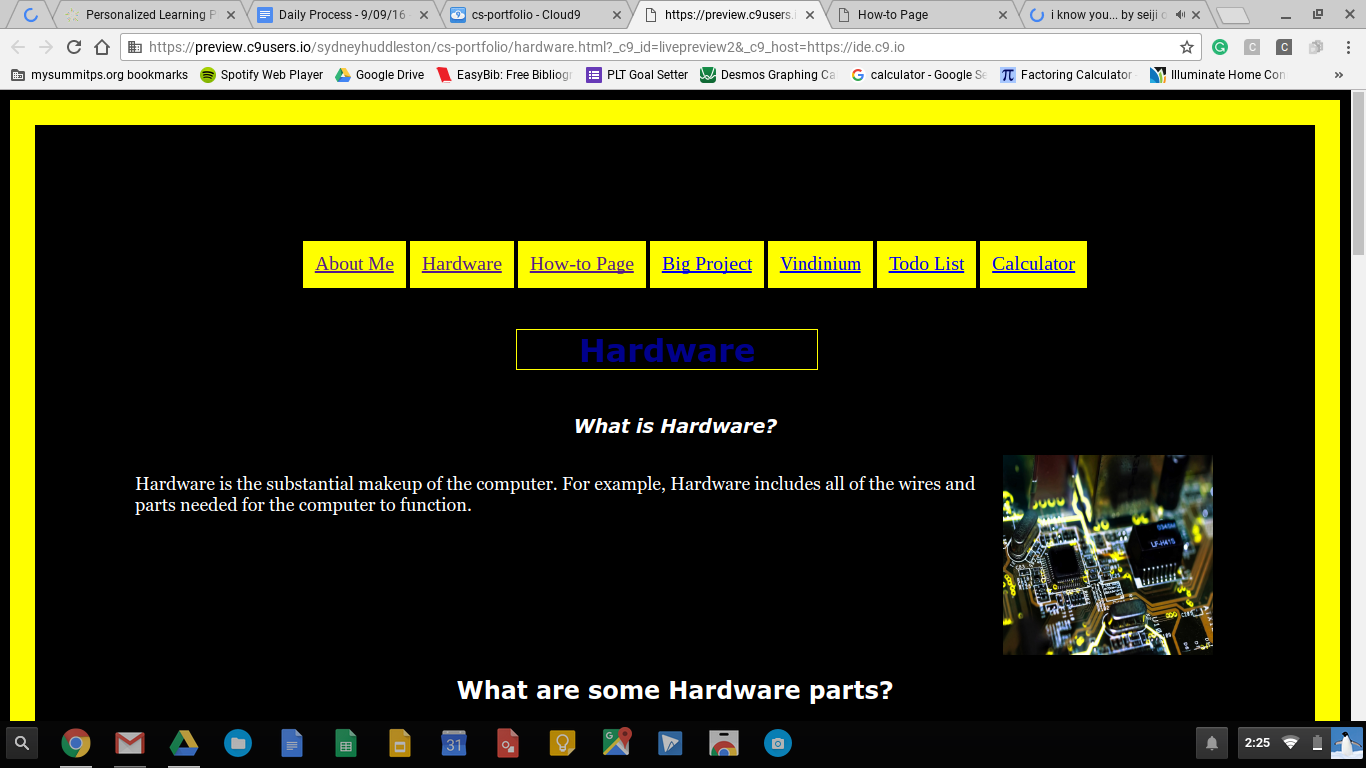 Personalized Learning P
Daily Process - 9/09/16
cs-portfolio - Cloud9
https://preview.c9users.i
How-to Page
i know you... by seiji o
https://preview.c9users.io/sydneyhuddleston/cs-portfolio/hardware.html?_c9_id=livepreview2&_c9_host=https://ide.c9.io
mysummitps.org bookmarks
Spotify Web Player
Google Drive
EasyBib: Free Bibliogr
PLT Goal Setter
Desmos Graphing Ca
calcuctor - Google Se
Factoring Calculator
Illuminate Home Con
About Me
Hardware
How-to Page
Big Project
Vindinium
Todo List
Calculator
Hardware
What is Hardware?
Hardware is the substantial makeup of the computer. For example, Hardware includes all of the wires and
parts needed for the computer to function.
LF-H41S
What are some Hardware parts?
31
2:25